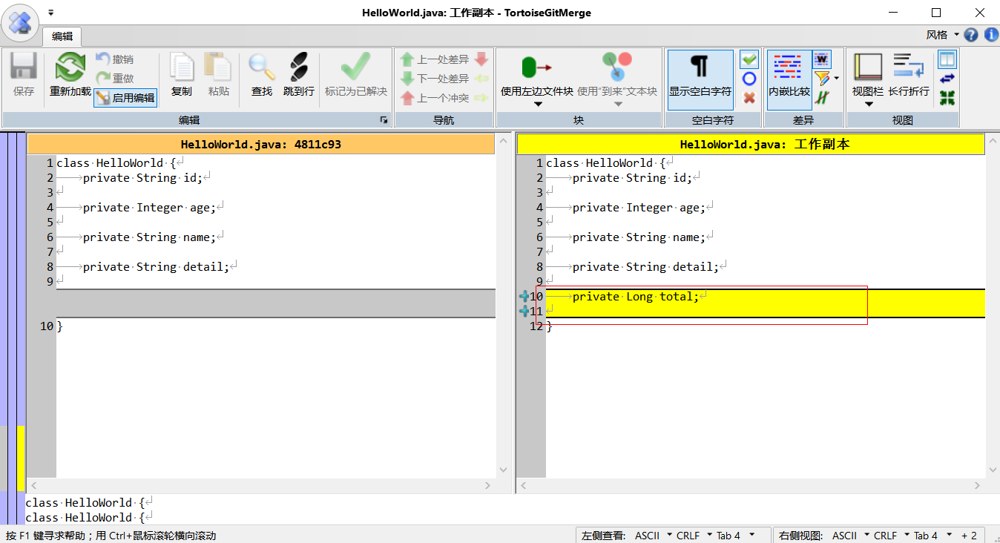 HelloWorld.java: 工作副本 - TortoiseGitMerge
编辑
风格
保存
重新加载
撤销
重做
启用编辑
复制
粘贴
查找
跳到行
标记为已解决
上一处差异
下一处差异
上一个冲突
使用左边文件块
使用“到来”文本块
显示空白字符
内嵌比较
视图栏
长行折行
编辑
导航
块
空白字符
差异
视图
HelloWorld.java: 4811c93
1 class HelloWorld {
2 private String id;
3
4 private Integer age;
5
6 private String name;
7
8 private String detail;
9
10 }
HelloWorld.java: 工作副本
1 class HelloWorld {
2 private String id;
3
4 private Integer age;
5
6 private String name;
7
8 private String detail;
9
10 private Long total;
11
12 }
class HelloWorld {
class HelloWorld {
按 F1 键寻求帮助；用 Ctrl+鼠标滚轮横向滚动
左侧查看: ASCII CRLF Tab 4
右侧视图: ASCII CRLF Tab 4 + 2